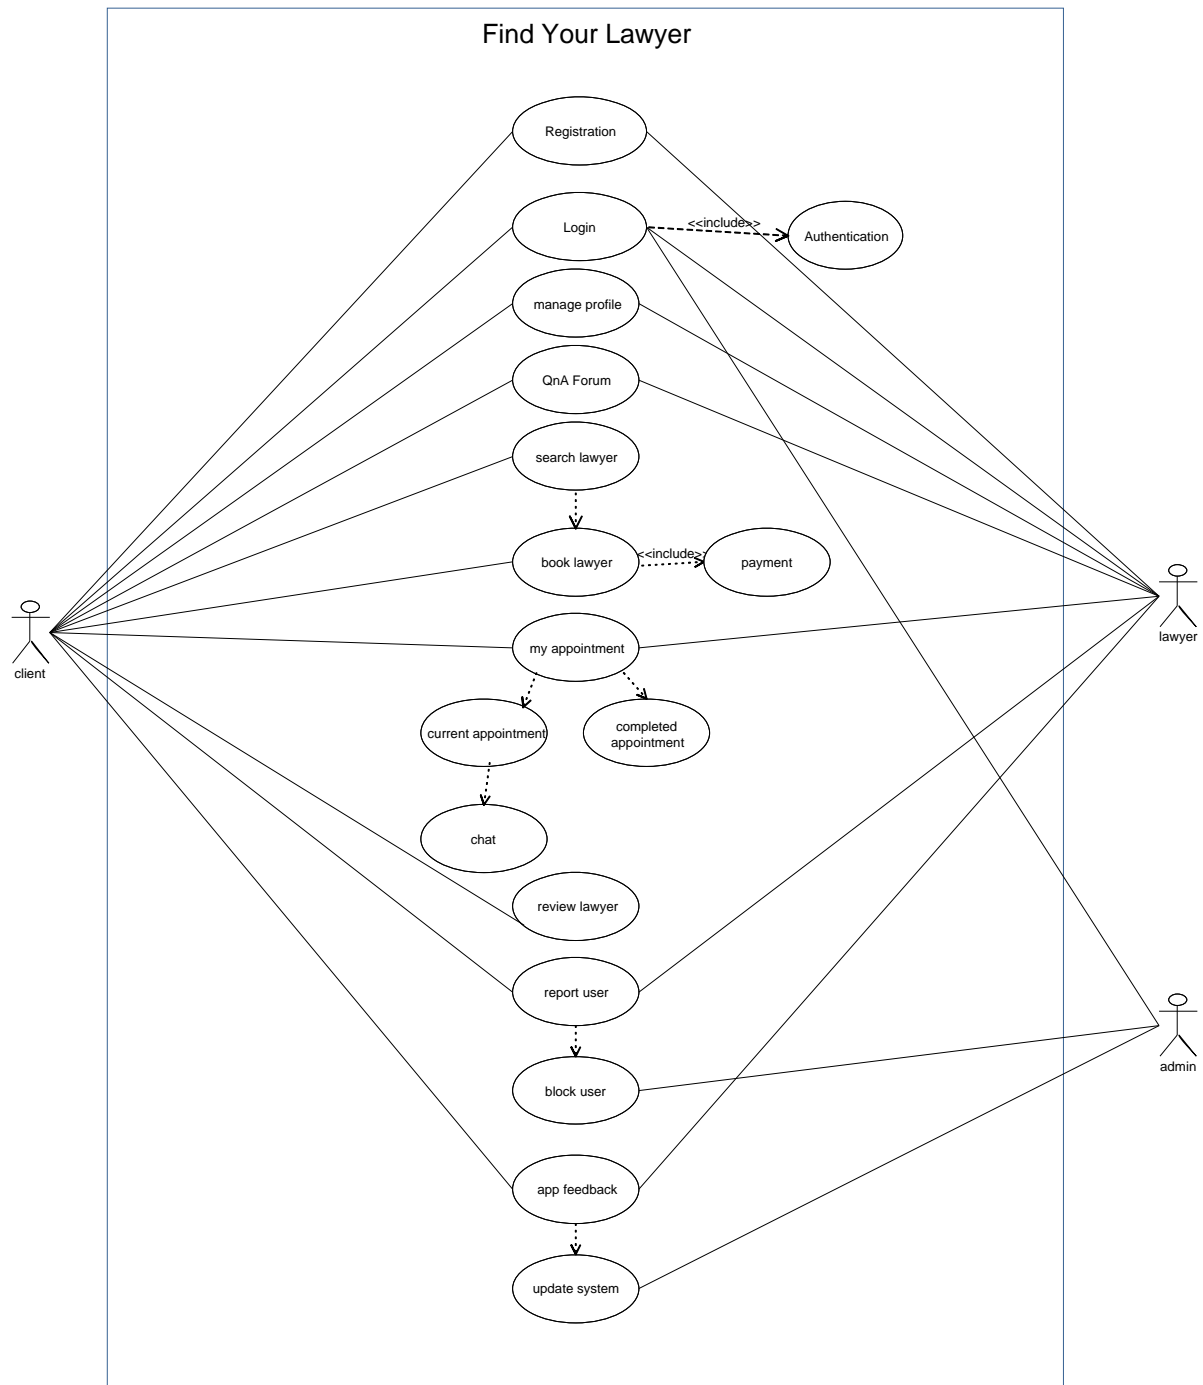 Find Your Lawyer
Registration
Login
<<include>>
Authentication
manage profile
QnA Forum
search lawyer
book lawyer
<<include>>
payment
client
my appointment
lawyer
current appointment
completed
appointment
chat
review lawyer
report user
block user
admin
app feedback
update system